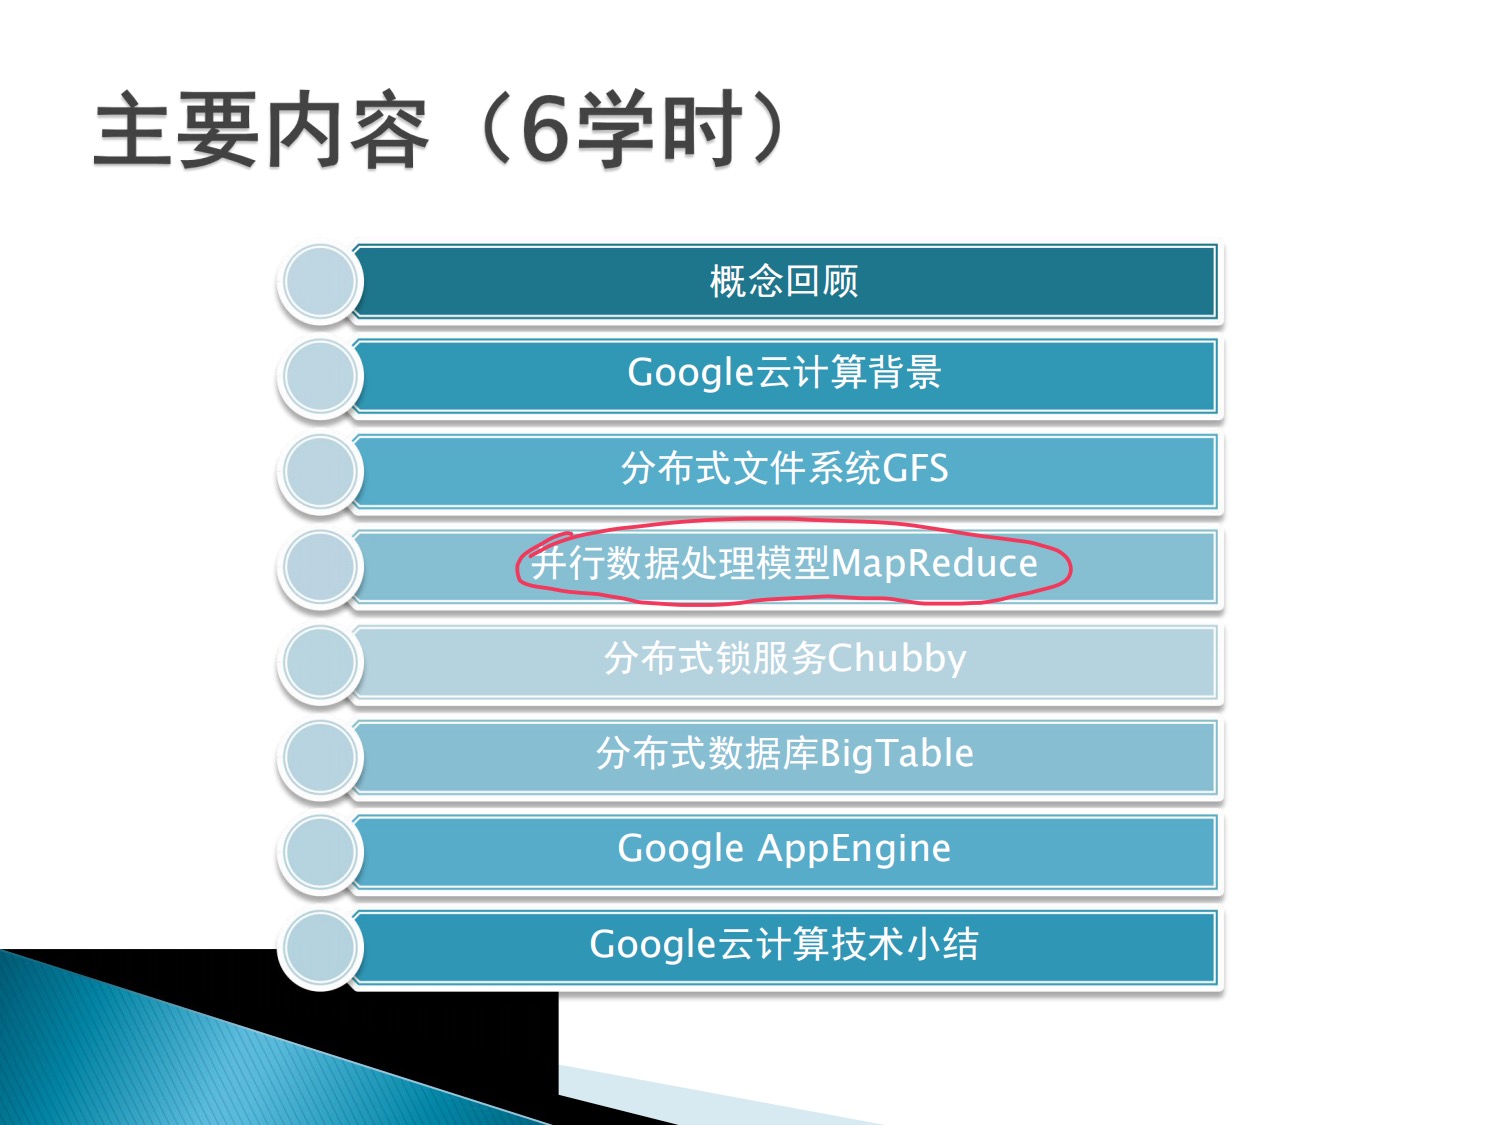 主要内容（6学时）
概念回顾
Google云计算背景
分布式文件系统GFS
并行数据处理模型MapReduce
分布式锁服务Chubby
分布式数据库BigTable
Google AppEngine
Google云计算技术小结